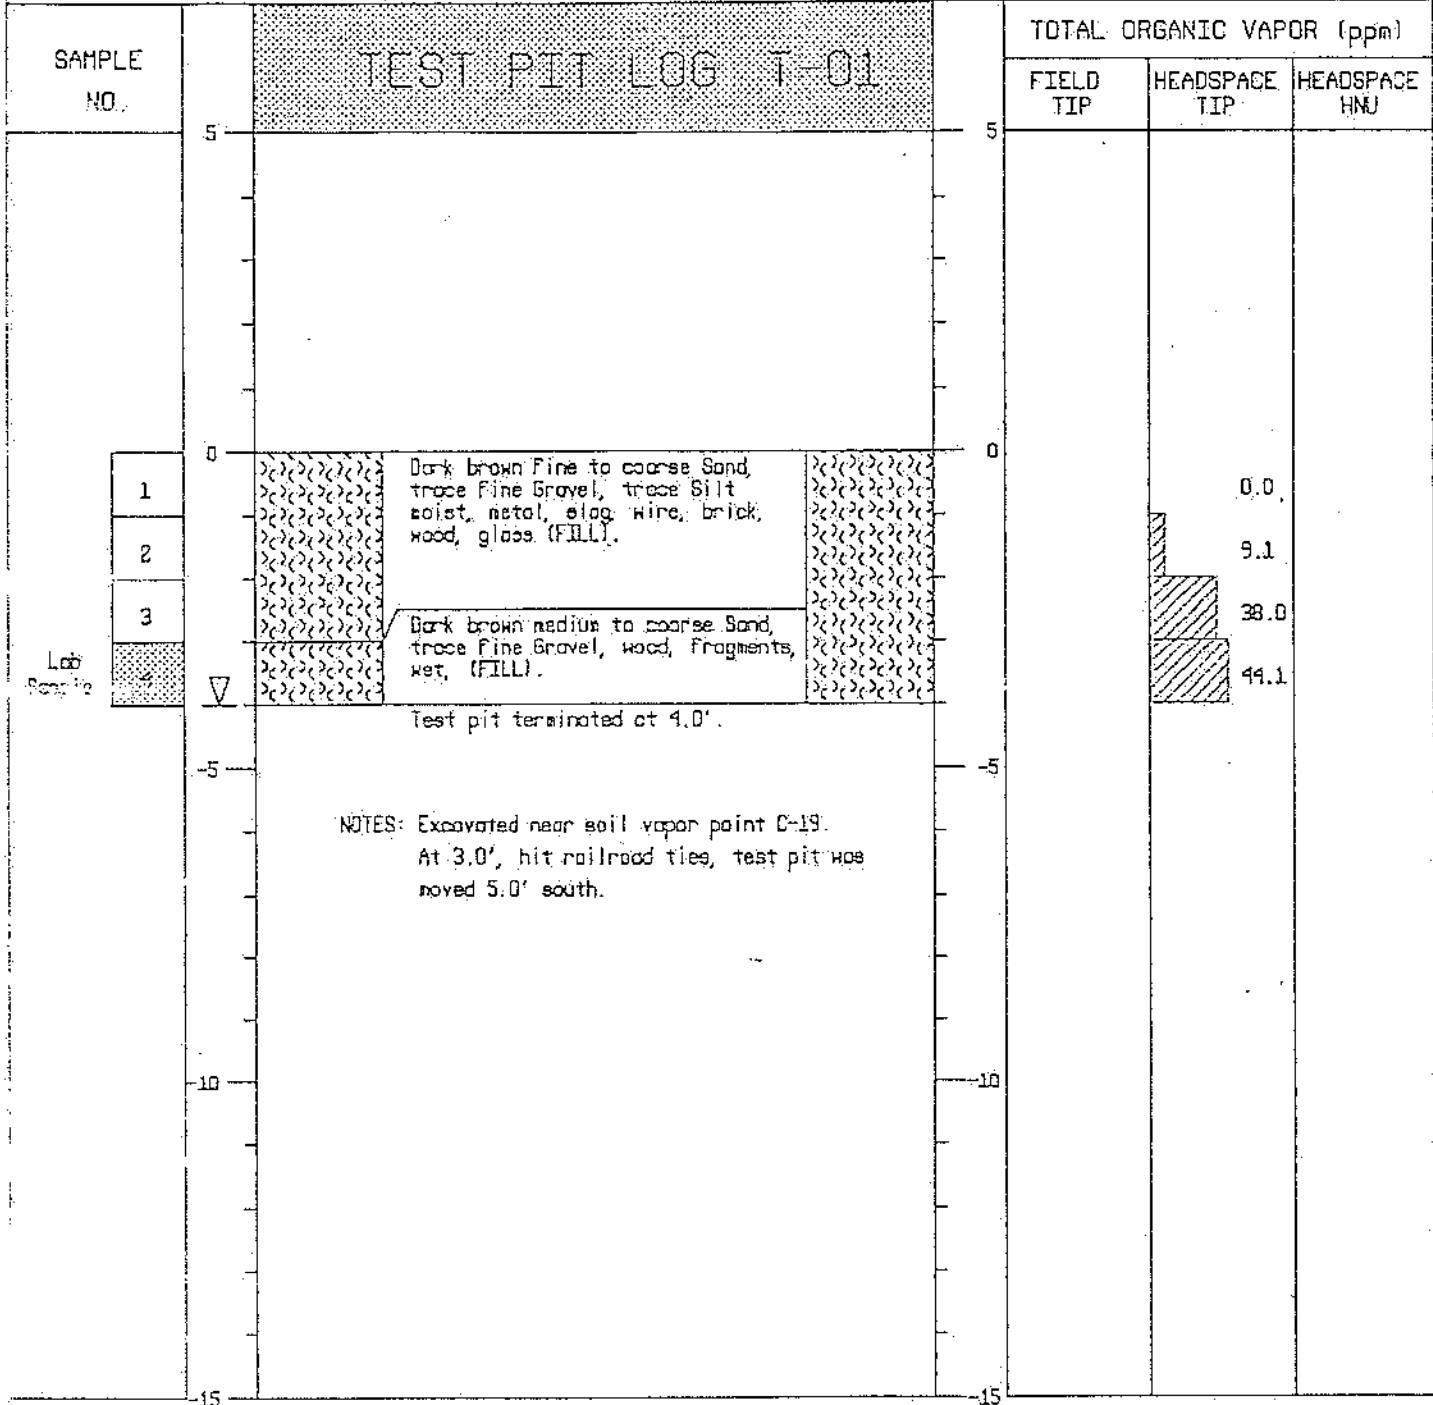 SAMPLE
NO.
TEST PIT LOG T-01
TOTAL ORGANIC VAPOR (ppm)
FIELD
TIP
HEADSPACE
TIP
HEADSPACE
HNU
5
5
0
0
1
2
3
Lab
Sample
Dark brown Fine to coarse Sand,
trace Fine Gravel, trace Silt
moist, metal, slag, wire, brick,
wood, glass (FILL).
Dark brown medium to coarse Sand,
trace Fine Gravel, wood, fragments,
wet, (FILL).
Test pit terminated at 4.0'.
0.0
9.1
38.0
44.1
-5
-5
NOTES: Excavated near soil vapor point C-19.
At 3.0', hit railroad ties, test pit was
moved 5.0' south.
-10
-10
-15
-15